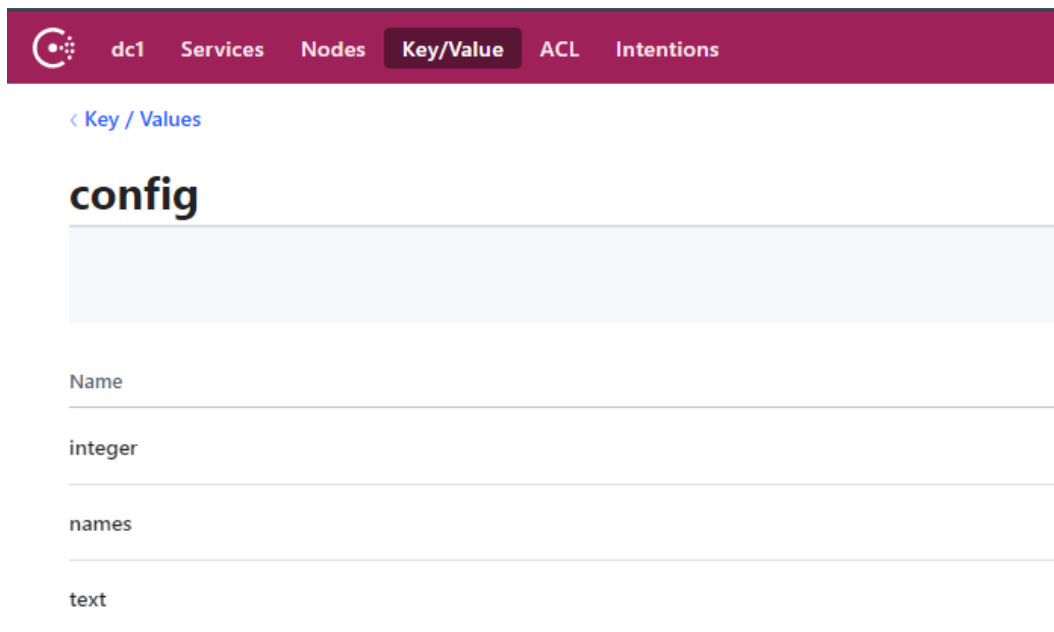 dc1 Services Nodes Key/Value ACL Intentions
< Key / Values
config
Name
integer
names
text